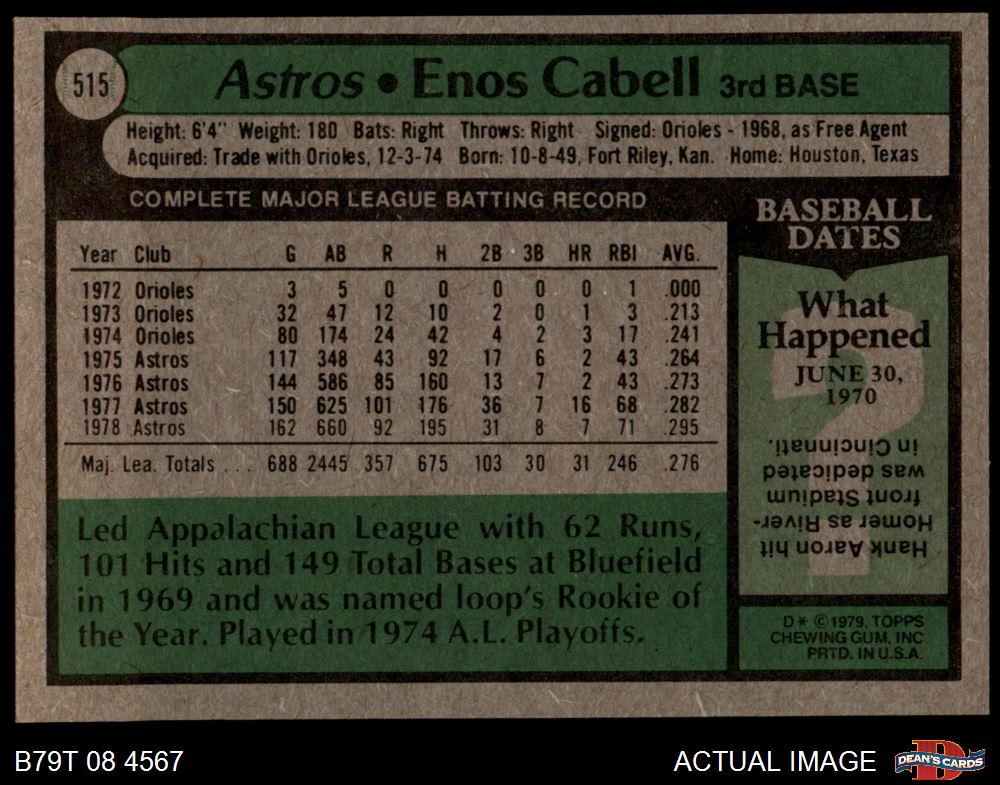 515
Astros • Enos Cabell 3rd BASE
Height: 6'4" Weight: 180 Bats: Right Throws: Right Signed: Orioles - 1968, as Free Agent
Acquired: Trade with Orioles, 12-3-74 Born: 10-8-49, Fort Riley, Kan. Home: Houston, Texas
COMPLETE MAJOR LEAGUE BATTING RECORD
Year Club G AB R H 2B 3B HR RBI AVG.
1972 Orioles 3 5 0 0 0 0 0 1 .000
1973 Orioles 32 47 12 10 2 0 1 3 .213
1974 Orioles 80 174 24 42 4 2 3 17 .241
1975 Astros 117 348 43 92 17 6 2 43 .264
1976 Astros 144 586 85 160 13 7 2 43 .273
1977 Astros 150 625 101 176 36 7 16 68 .282
1978 Astros 162 660 92 195 31 8 7 71 .295
Maj. Lea. Totals . . . 688 2445 357 675 103 30 31 246 .276
Led Appalachian League with 62 Runs,
101 Hits and 149 Total Bases at Bluefield
in 1969 and was named loop's Rookie of
the Year. Played in 1974 A.L. Playoffs.
BASEBALL
DATES
What
Happened
JUNE 30,
1970
Hank Aaron hit
Homer as River-
front Stadium
was dedicated
in Cincinnati.
D* ©1979, TOPPS
CHEWING GUM, INC
PRTD. IN U.S.A.
B79T 08 4567
ACTUAL IMAGE
DEAN'S CARDS